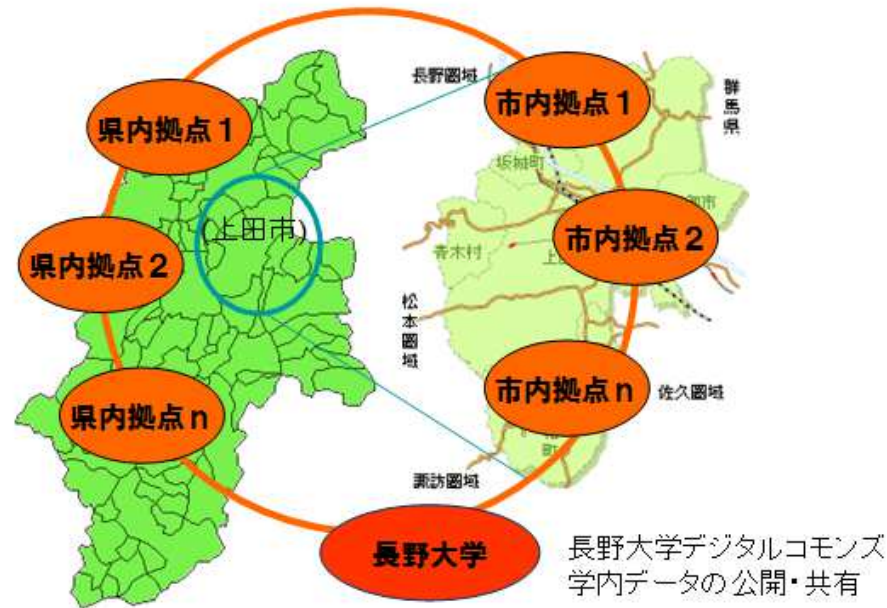 長野圏域
市内拠点1
群馬県
県内拠点1
坂城町
(上田市)
市内拠点2
県内拠点2
青木村
松本圏域
県内拠点n
市内拠点n
佐久圏域
町
諏訪圏域
長野大学
長野大学デジタルコモンズ
学内データの公開・共有